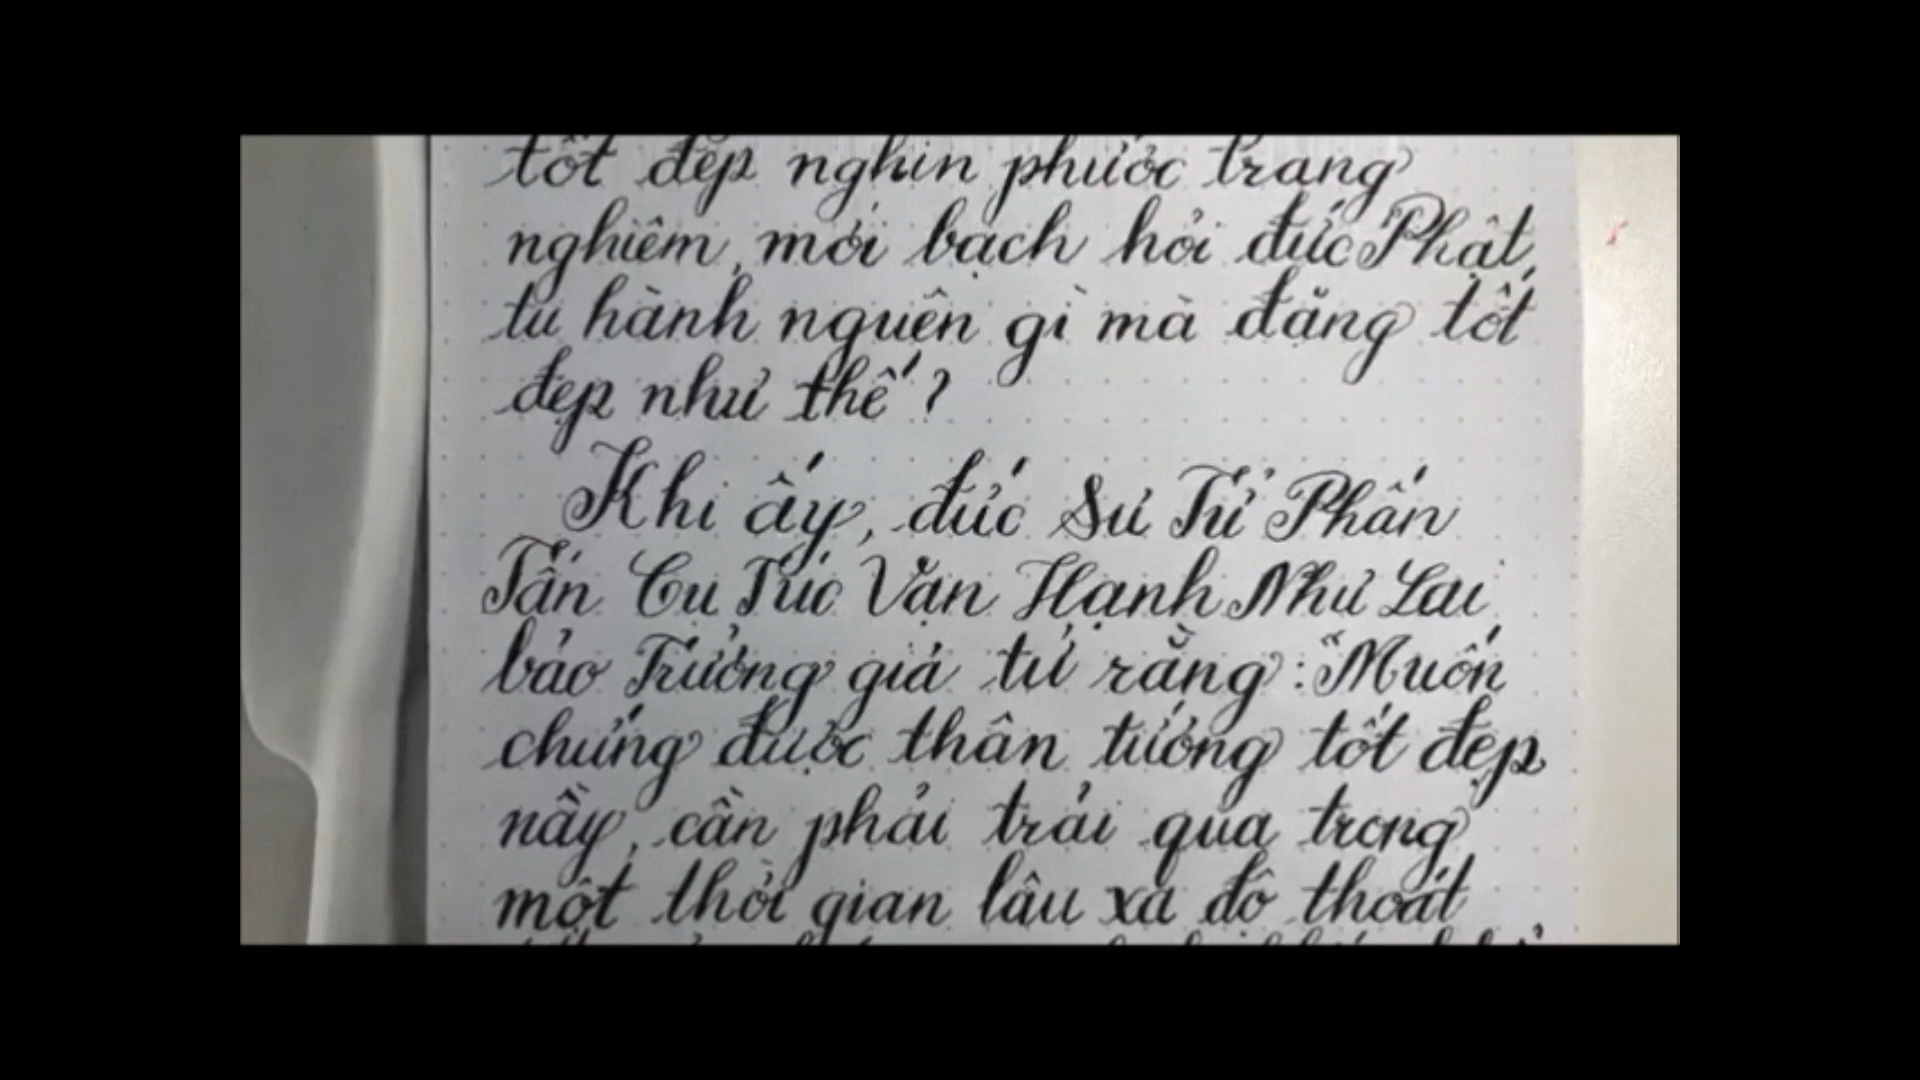 tốt đẹp nghìn phước trang
nghiêm, mới bạch hỏi đức Phật,
tu hành nguện gì mà đặng tốt
đẹp như thế?
Khi ấy, đức Sư Tử Phấn
Tấn Cụ Túc Vạn Hạnh Như Lai
bảo Trưởng giả tử rằng: "Muốn
chứng được thân tướng tốt đẹp
nầy, cần phải trải qua trong
một thời gian lâu xa độ thoát